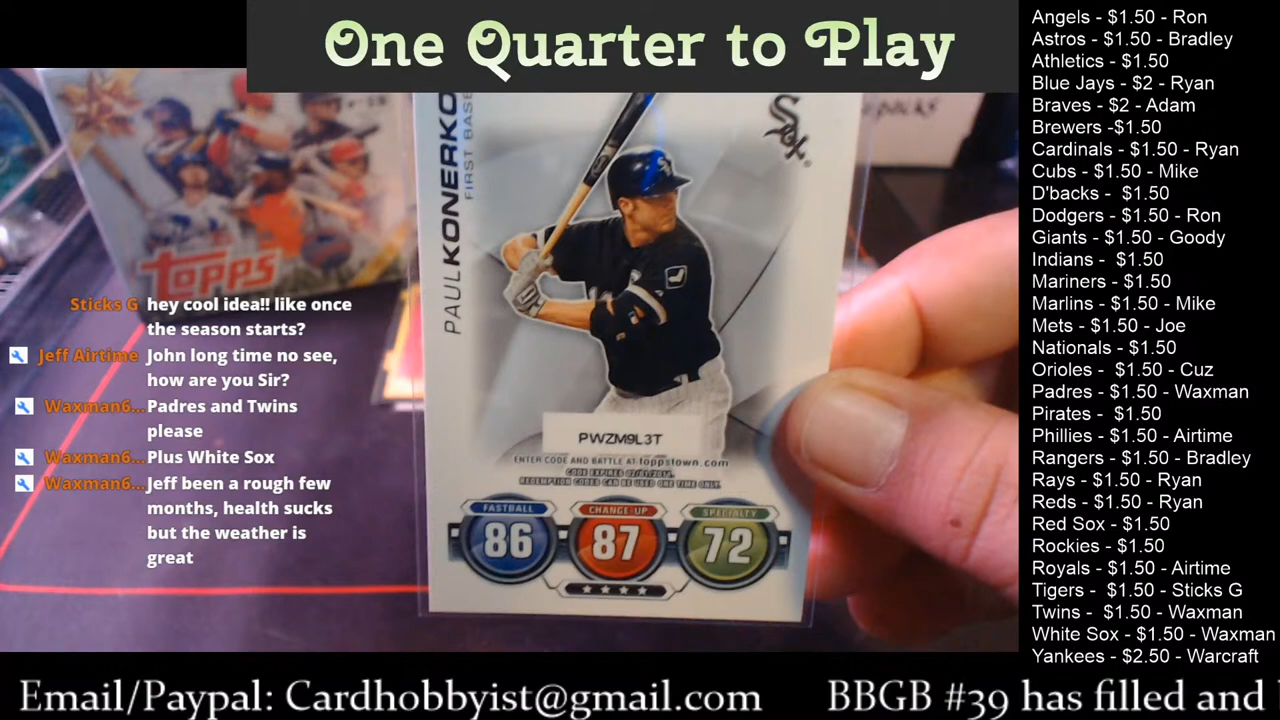 One Quarter to Play
Angels - $1.50 - Ron
Astros - $1.50 - Bradley
Athletics - $1.50
Blue Jays - $2 - Ryan
Braves - $2 - Adam
Brewers -$1.50
Cardinals - $1.50 - Ryan
Cubs - $1.50 - Mike
D'backs - $1.50
Dodgers - $1.50 - Ron
Giants - $1.50 - Goody
Indians - $1.50
Mariners - $1.50
Marlins - $1.50 - Mike
Mets - $1.50 - Joe
Nationals - $1.50
Orioles - $1.50 - Cuz
Padres - $1.50 - Waxman
Pirates - $1.50
Phillies - $1.50 - Airtime
Rangers - $1.50 - Bradley
Rays - $1.50 - Ryan
Reds - $1.50 - Ryan
Red Sox - $1.50
Rockies - $1.50
Royals - $1.50 - Airtime
Tigers - $1.50 - Sticks G
Twins - $1.50 - Waxman
White Sox - $1.50 - Waxman
Yankees - $2.50 - Warcraft
PAUL KONERKO
FIRST BASE
Sox
TOPPS
Sticks G hey cool idea!! like once
the season starts?
Jeff Airtime John long time no see,
how are you Sir?
Waxman6... Padres and Twins
please
Waxman6... Plus White Sox
Waxman6... Jeff been a rough few
months, health sucks
but the weather is
great
PWZM9L3T
ENTER CODE AND BATTLE AT toppstown.com
CODE EXPIRES
REDEMPTION CODES CAN BE USED ONE TIME ONLY.
FASTBALL
86
CHANGE-UP
87
SPECIALTY
72
Email/Paypal: Cardhobbyist@gmail.com
BBGB #39 has filled and